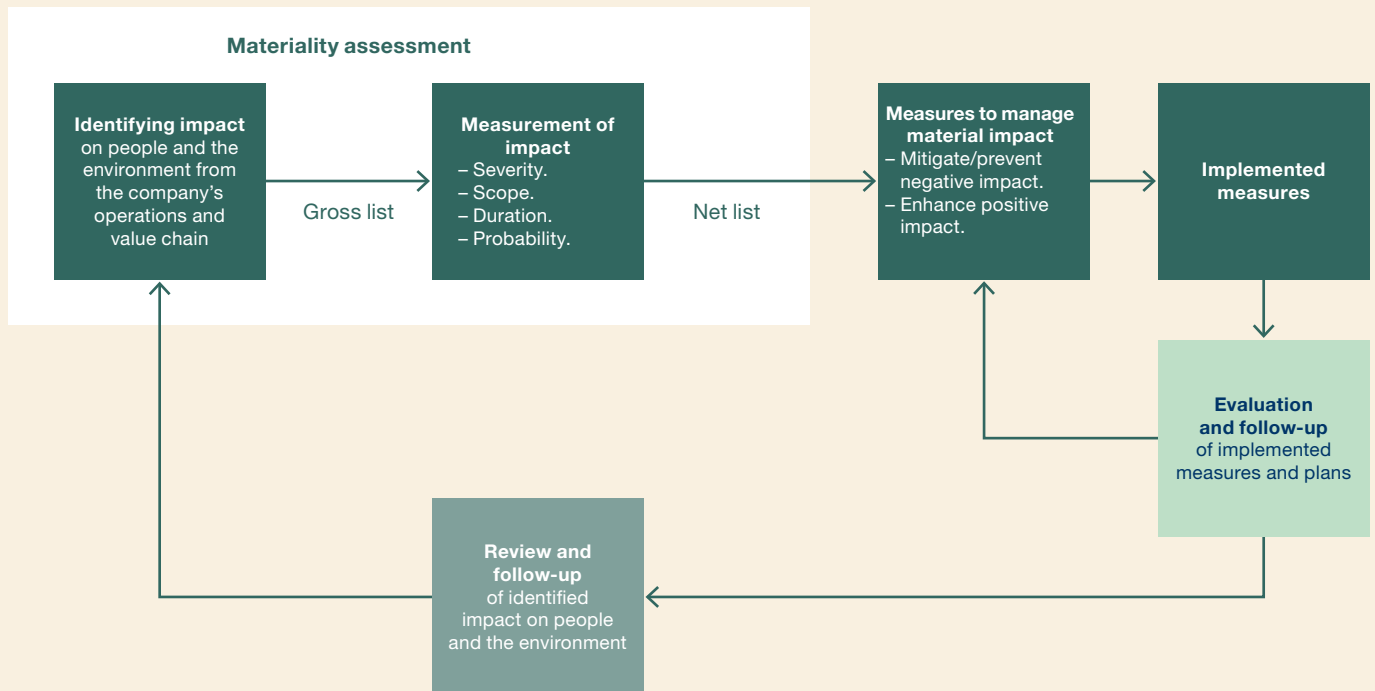 Materiality assessment
Identifying impact
on people and the
environment from
the company's
operations and
value chain
Gross list
Measurement of
impact
– Severity.
– Scope.
– Duration.
– Probability.
Net list
Measures to manage
material impact
– Mitigate/prevent
negative impact.
– Enhance positive
impact.
Implemented
measures
Evaluation
and follow-up
of implemented
measures and plans
Review and
follow-up
of identified
impact on people
and the environment